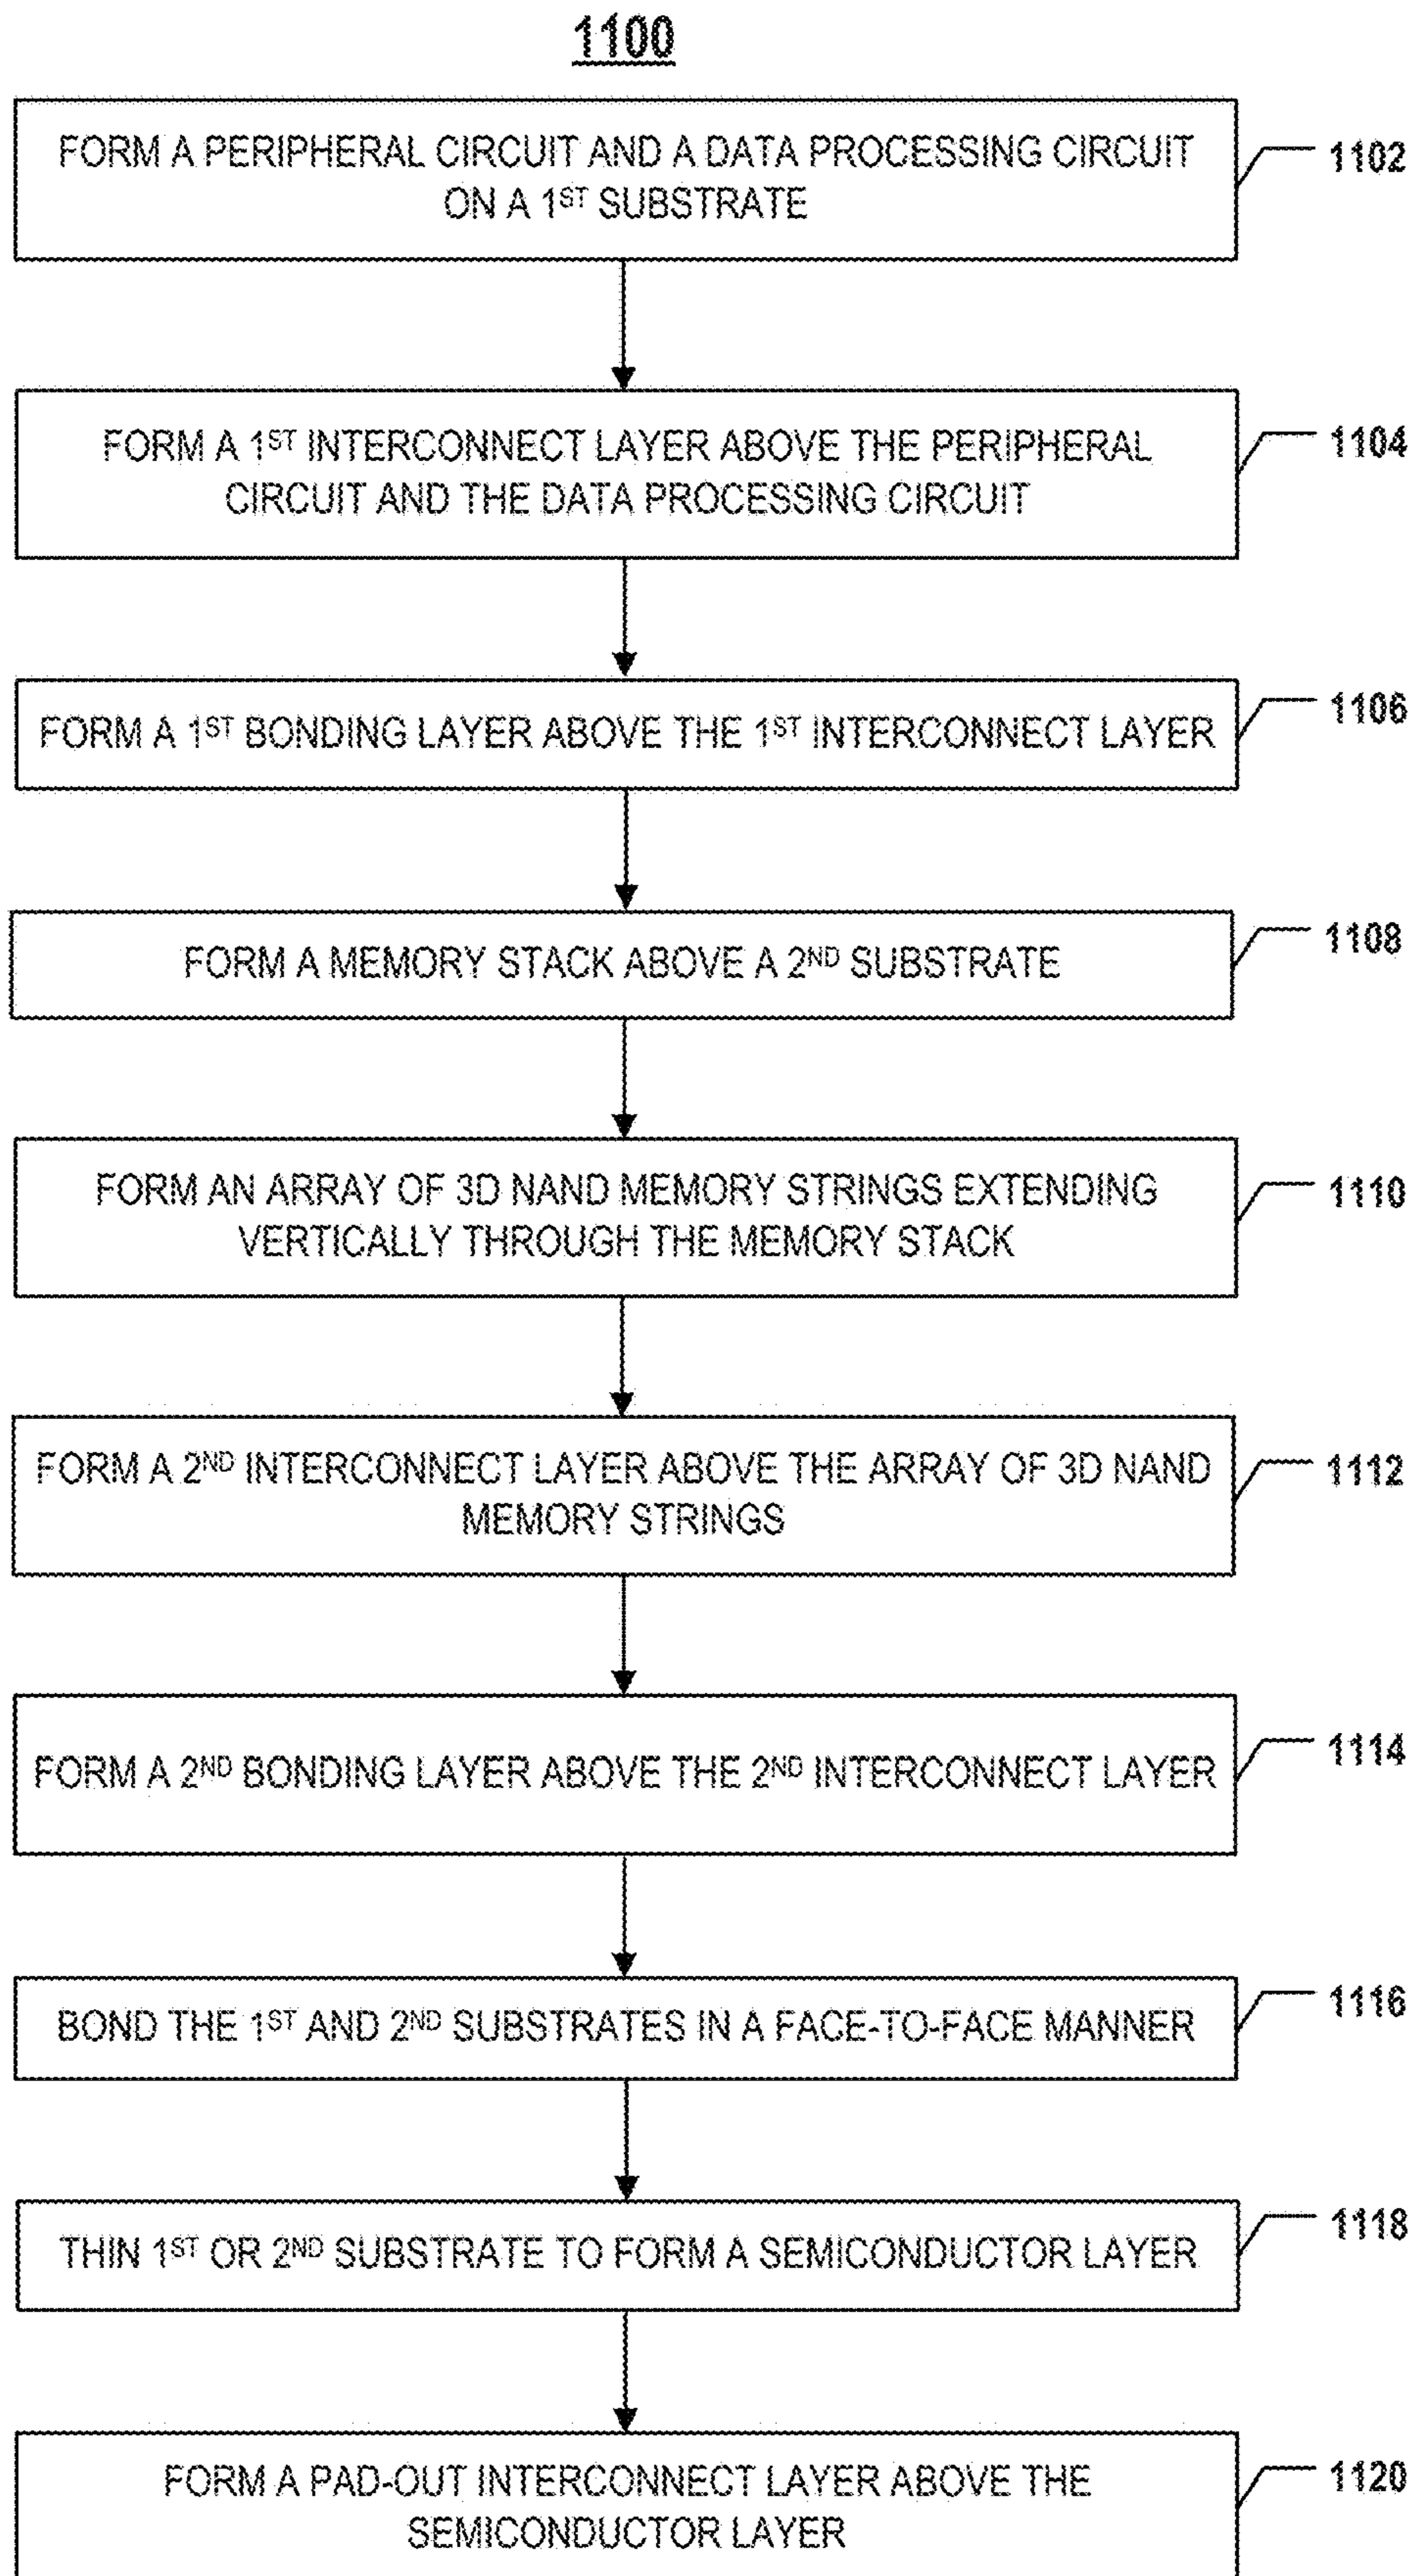 1100
FORM A PERIPHERAL CIRCUIT AND A DATA PROCESSING CIRCUIT
ON A 1ST SUBSTRATE
1102
FORM A 1ST INTERCONNECT LAYER ABOVE THE PERIPHERAL
CIRCUIT AND THE DATA PROCESSING CIRCUIT
1104
FORM A 1ST BONDING LAYER ABOVE THE 1ST INTERCONNECT LAYER
1106
FORM A MEMORY STACK ABOVE A 2ND SUBSTRATE
1108
FORM AN ARRAY OF 3D NAND MEMORY STRINGS EXTENDING
VERTICALLY THROUGH THE MEMORY STACK
1110
FORM A 2ND INTERCONNECT LAYER ABOVE THE ARRAY OF 3D NAND
MEMORY STRINGS
1112
FORM A 2ND BONDING LAYER ABOVE THE 2ND INTERCONNECT LAYER
1114
BOND THE 1ST AND 2ND SUBSTRATES IN A FACE-TO-FACE MANNER
1116
THIN 1ST OR 2ND SUBSTRATE TO FORM A SEMICONDUCTOR LAYER
1118
FORM A PAD-OUT INTERCONNECT LAYER ABOVE THE
SEMICONDUCTOR LAYER
1120